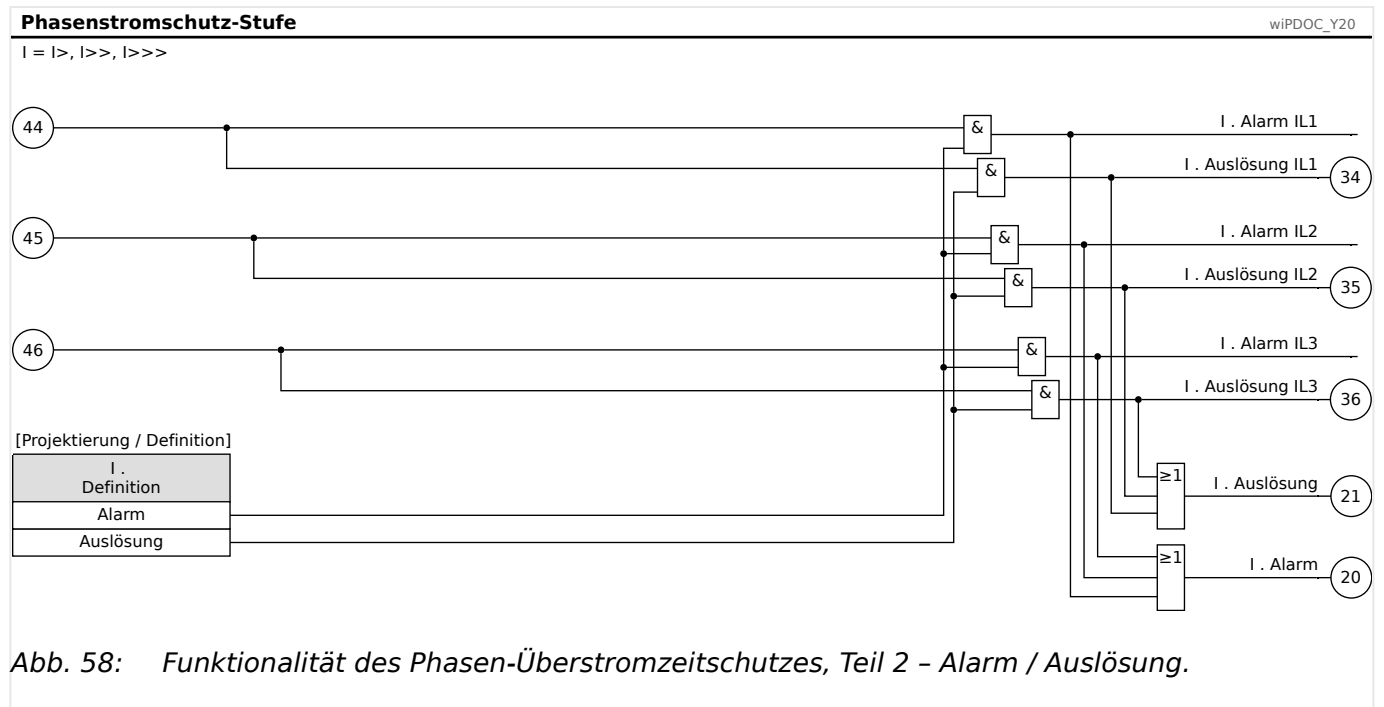 Phasenstromschutz-Stufe
wiPDOC_Y20
I = I>, I>>, I>>>
44
&
I . Alarm IL1
&
I . Auslösung IL1
34
45
&
I . Alarm IL2
&
I . Auslösung IL2
35
46
&
I . Alarm IL3
&
I . Auslösung IL3
36
[Projektierung / Definition]
I .
Definition
Alarm
Auslösung
≥1
I . Auslösung
21
≥1
I . Alarm
20
Abb. 58: Funktionalität des Phasen-Überstromzeitschutzes, Teil 2 – Alarm / Auslösung.